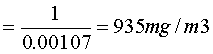 = 1/0.00107 = 935mg / m3